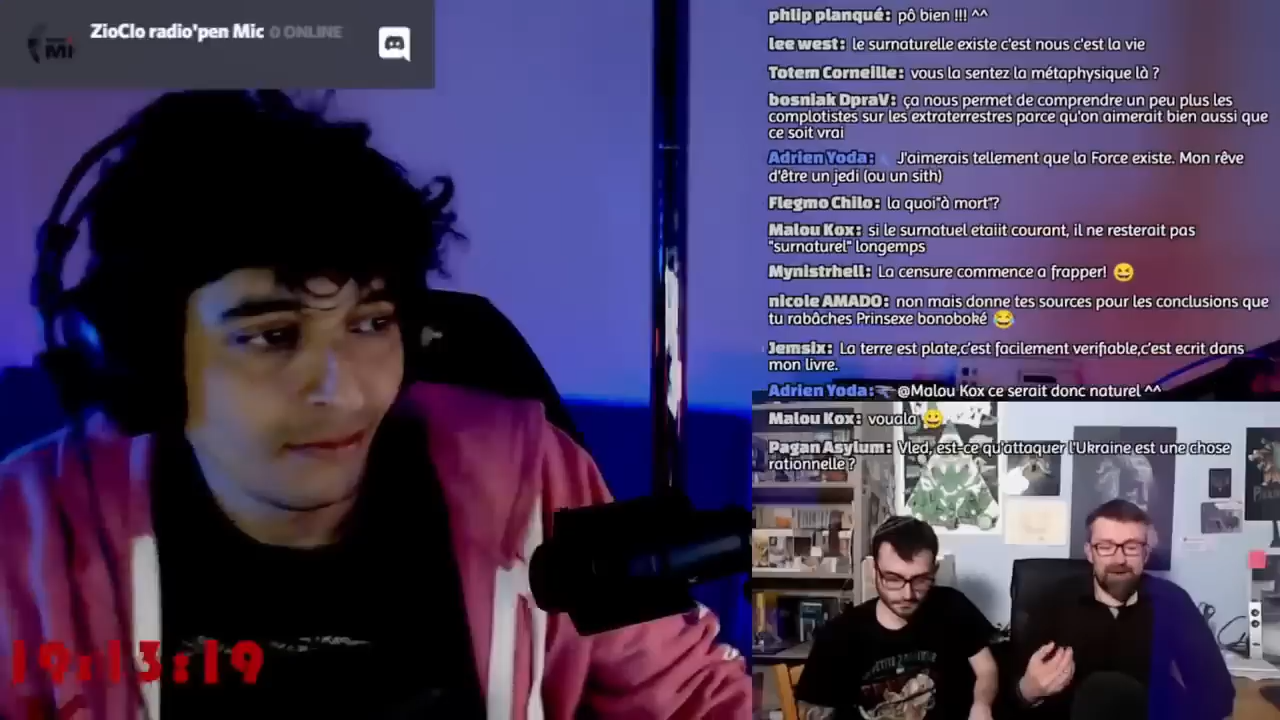 ZioClo radio'pen Mic 0 ONLINE
MI
phlip planqué: pô bien !!! ^^
lee west: le surnaturelle existe c'est nous c'est la vie
Totem Corneille: vous la sentez la métaphysique là ?
bosniak DpraV: ça nous permet de comprendre un peu plus les
complotistes sur les extraterrestres parce qu'on aimerait bien aussi que
ce soit vrai
Adrien Yoda: J'aimerais tellement que la Force existe. Mon rêve
d'être un jedi (ou un sith)
Flegmo Chilo: la quoi"à mort"?
Malou Kox: si le surnatuel etaiit courant, il ne resterait pas
"surnaturel" longemps
Mynistrhell: La censure commence a frapper! 😆
nicole AMADO: non mais donne tes sources pour les conclusions que
tu rabâches Prinsexe bonoboké 😂
Jemsix: La terre est plate,c'est facilement verifiable,c'est ecrit dans
mon livre.
Adrien Yoda: @Malou Kox ce serait donc naturel ^^
Malou Kox: vouala 😀
Pagan Asylum: Vled, est-ce qu'attaquer l'Ukraine est une chose
rationnelle ?
19:13:19